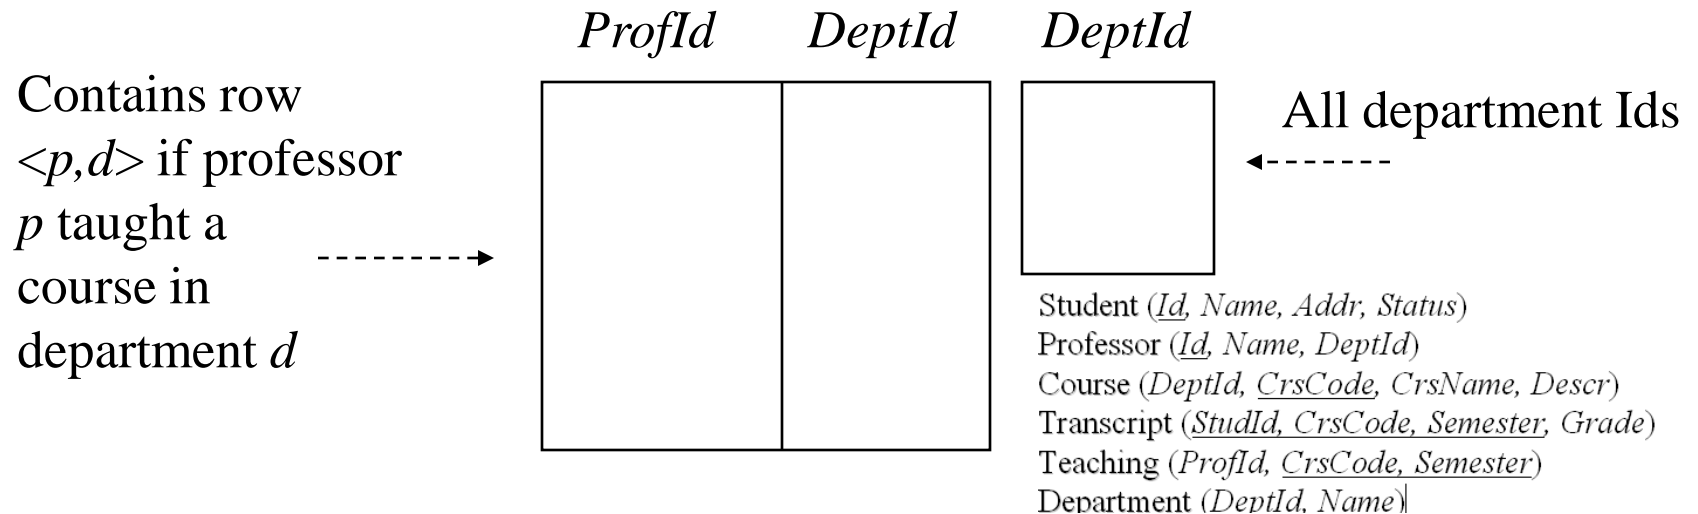 ProfId DeptId DeptId
Contains row
<p,d> if professor
p taught a
course in
department d
All department Ids
Student (Id, Name, Addr, Status)
Professor (Id, Name, DeptId)
Course (DeptId, CrsCode, CrsName, Descr)
Transcript (StudId, CrsCode, Semester, Grade)
Teaching (ProfId, CrsCode, Semester)
Department (DeptId, Name)